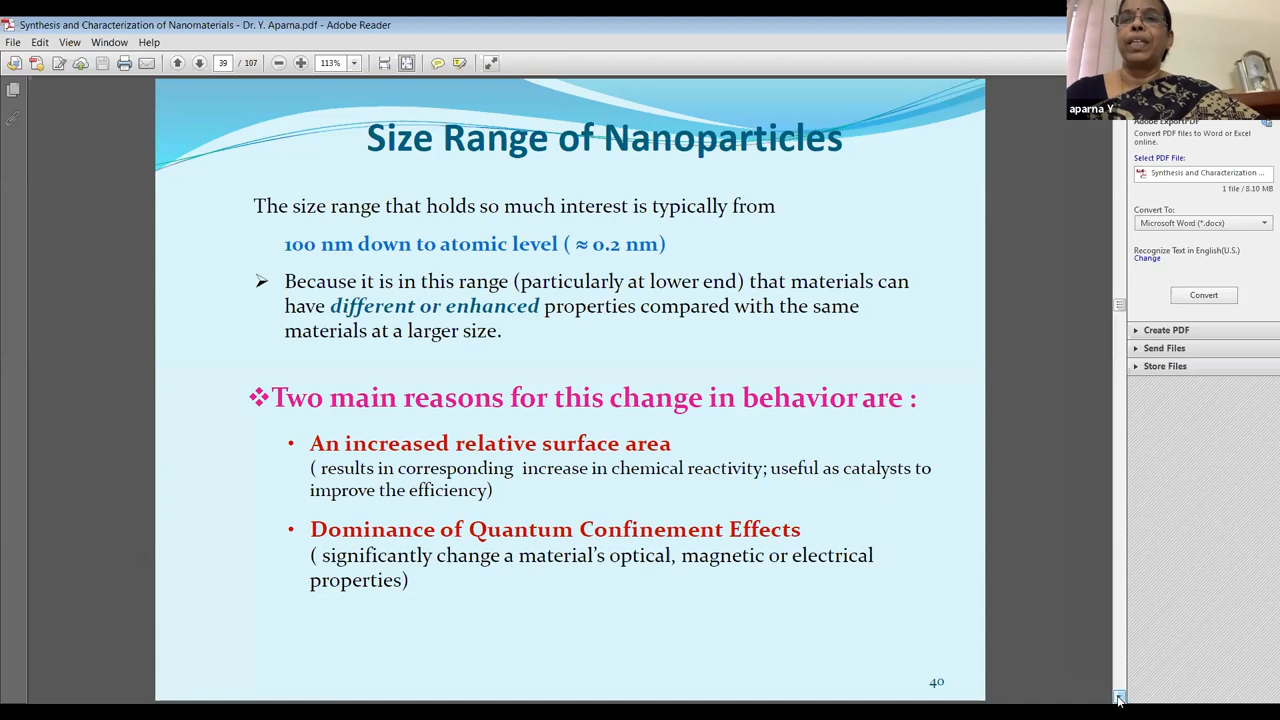 Synthesis and Characterization of Nanomaterials - Dr. Y. Aparna.pdf - Adobe Reader
File Edit View Window Help
39 / 107 113%
aparna Y
Adobe ExportPDF
Convert PDF files to Word or Excel
online.
Select PDF File:
Synthesis and Characterization ...
1 file / 8.10 MB
Convert To:
Microsoft Word (*.docx)
Recognize Text in English(U.S.)
Change
Convert
Create PDF
Send Files
Store Files
Size Range of Nanoparticles
The size range that holds so much interest is typically from
100 nm down to atomic level ( ≈ 0.2 nm)
➢ Because it is in this range (particularly at lower end) that materials can
have different or enhanced properties compared with the same
materials at a larger size.
❖Two main reasons for this change in behavior are :
• An increased relative surface area
( results in corresponding increase in chemical reactivity; useful as catalysts to
improve the efficiency)
• Dominance of Quantum Confinement Effects
( significantly change a material’s optical, magnetic or electrical
properties)
40